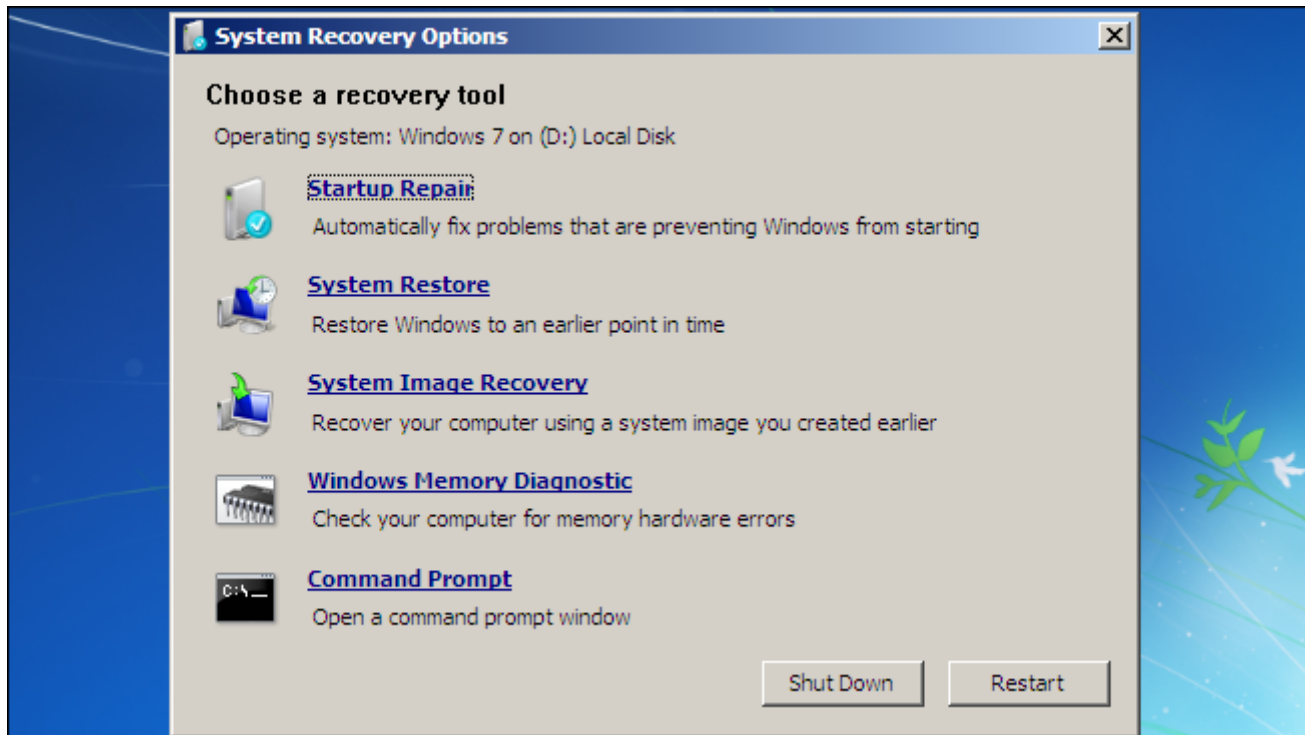 System Recovery Options
Choose a recovery tool
Operating system: Windows 7 on (D:) Local Disk
Startup Repair
Automatically fix problems that are preventing Windows from starting
System Restore
Restore Windows to an earlier point in time
System Image Recovery
Recover your computer using a system image you created earlier
Windows Memory Diagnostic
Check your computer for memory hardware errors
C:\_
Command Prompt
Open a command prompt window
Shut Down
Restart